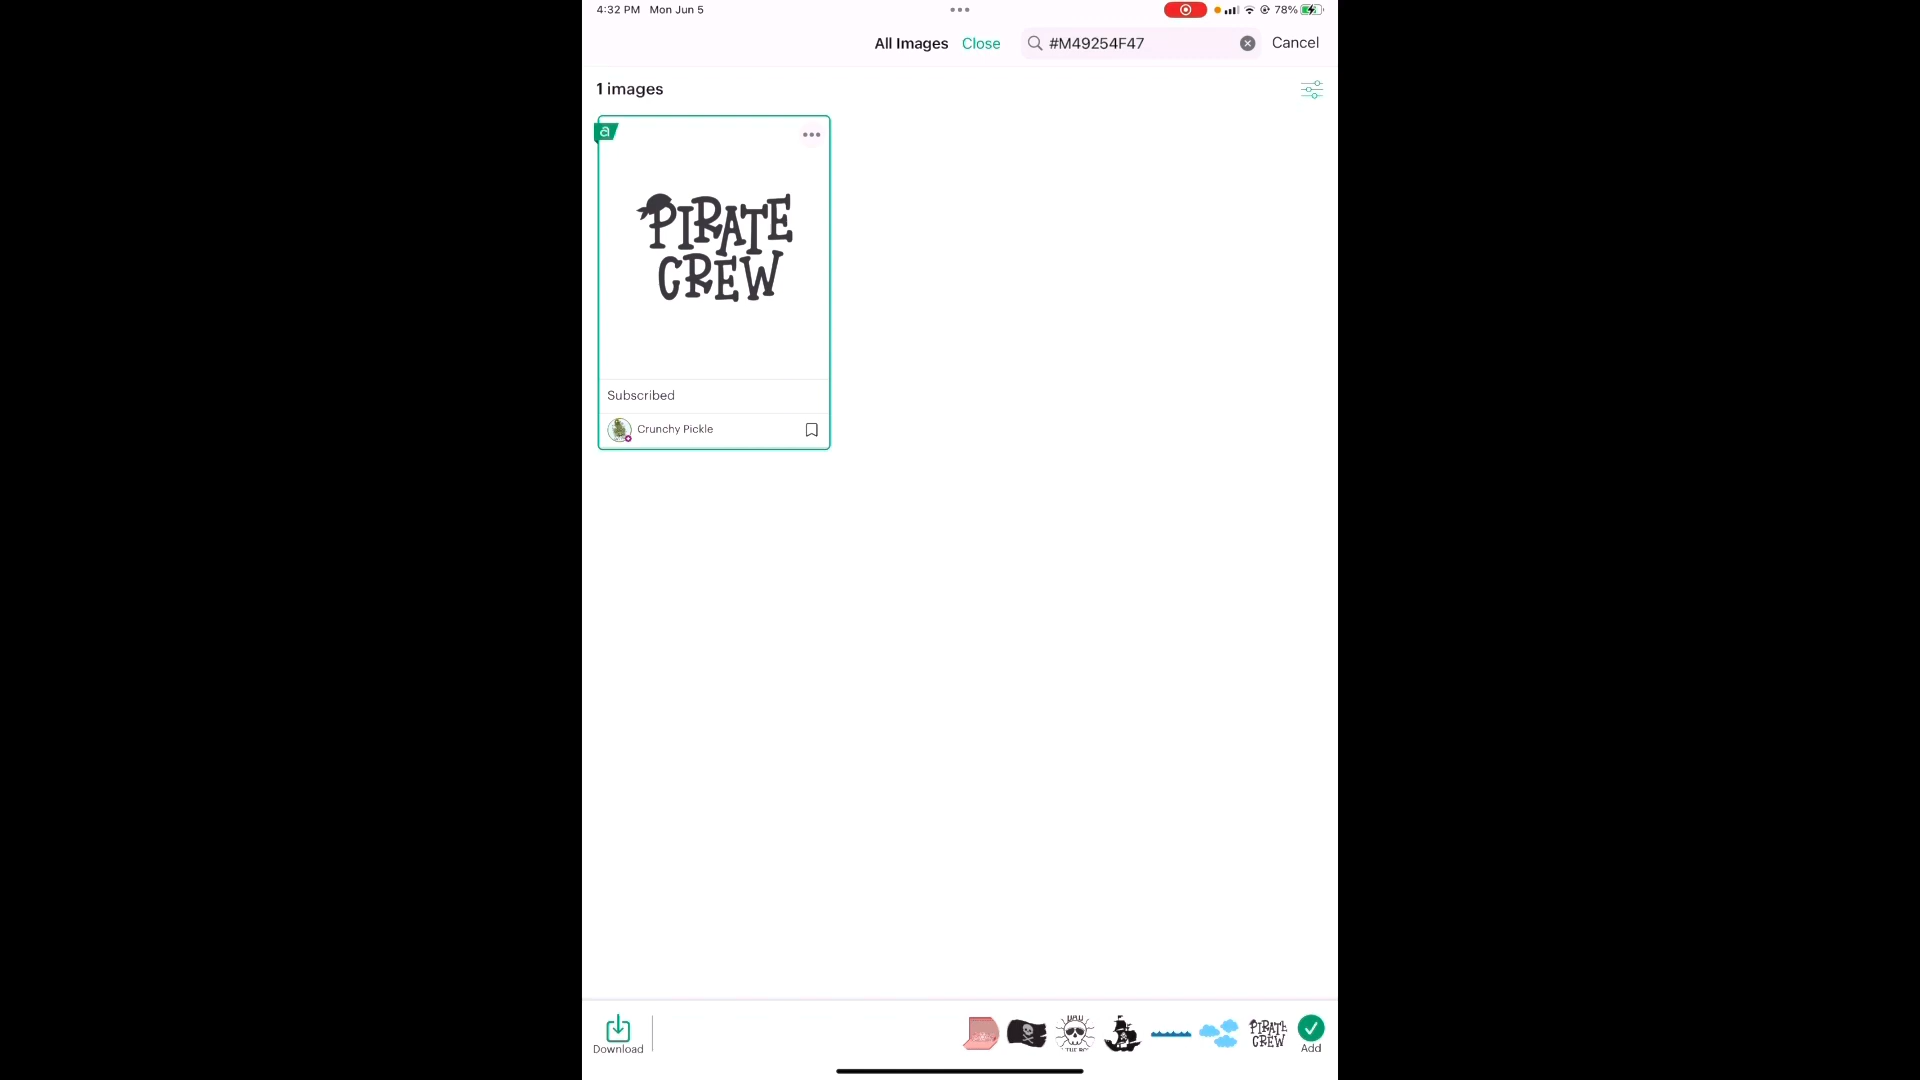 4:32 PM Mon Jun 5
78%
All Images Close #M49254F47 Cancel
1 images
a
PIRATE
CREW
Subscribed
Crunchy Pickle
Download
PIRATE
CREW
Add